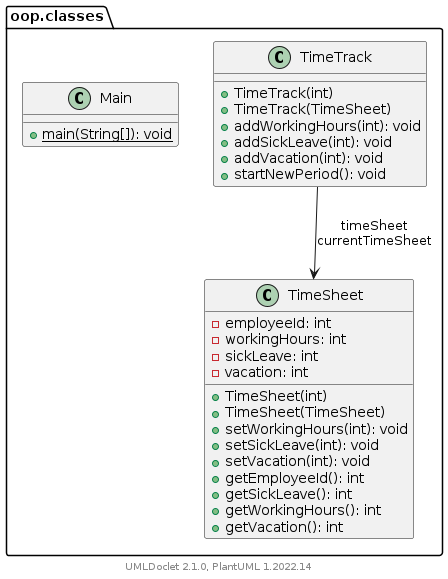 oop.classes
C Main
main(String[]): void
C TimeTrack
TimeTrack(int)
TimeTrack(TimeSheet)
addWorkingHours(int): void
addSickLeave(int): void
addVacation(int): void
startNewPeriod(): void
timeSheet
currentTimeSheet
C TimeSheet
employeeId: int
workingHours: int
sickLeave: int
vacation: int
TimeSheet(int)
TimeSheet(TimeSheet)
setWorkingHours(int): void
setSickLeave(int): void
setVacation(int): void
getEmployeeId(): int
getSickLeave(): int
getWorkingHours(): int
getVacation(): int
UMLDoclet 2.1.0, PlantUML 1.2022.14